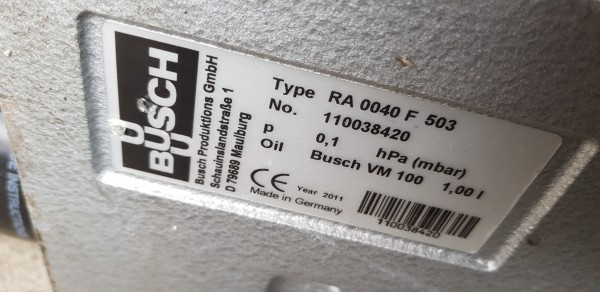 BUSCH
Busch Produktions GmbH
Schauinslandstraße 1
D 79689 Maulburg
Type RA 0040 F 503
No. 110038420
p 0,1 hPa (mbar)
Oil Busch VM 100 1,00 l
CE Year 2011
Made in Germany
110038420